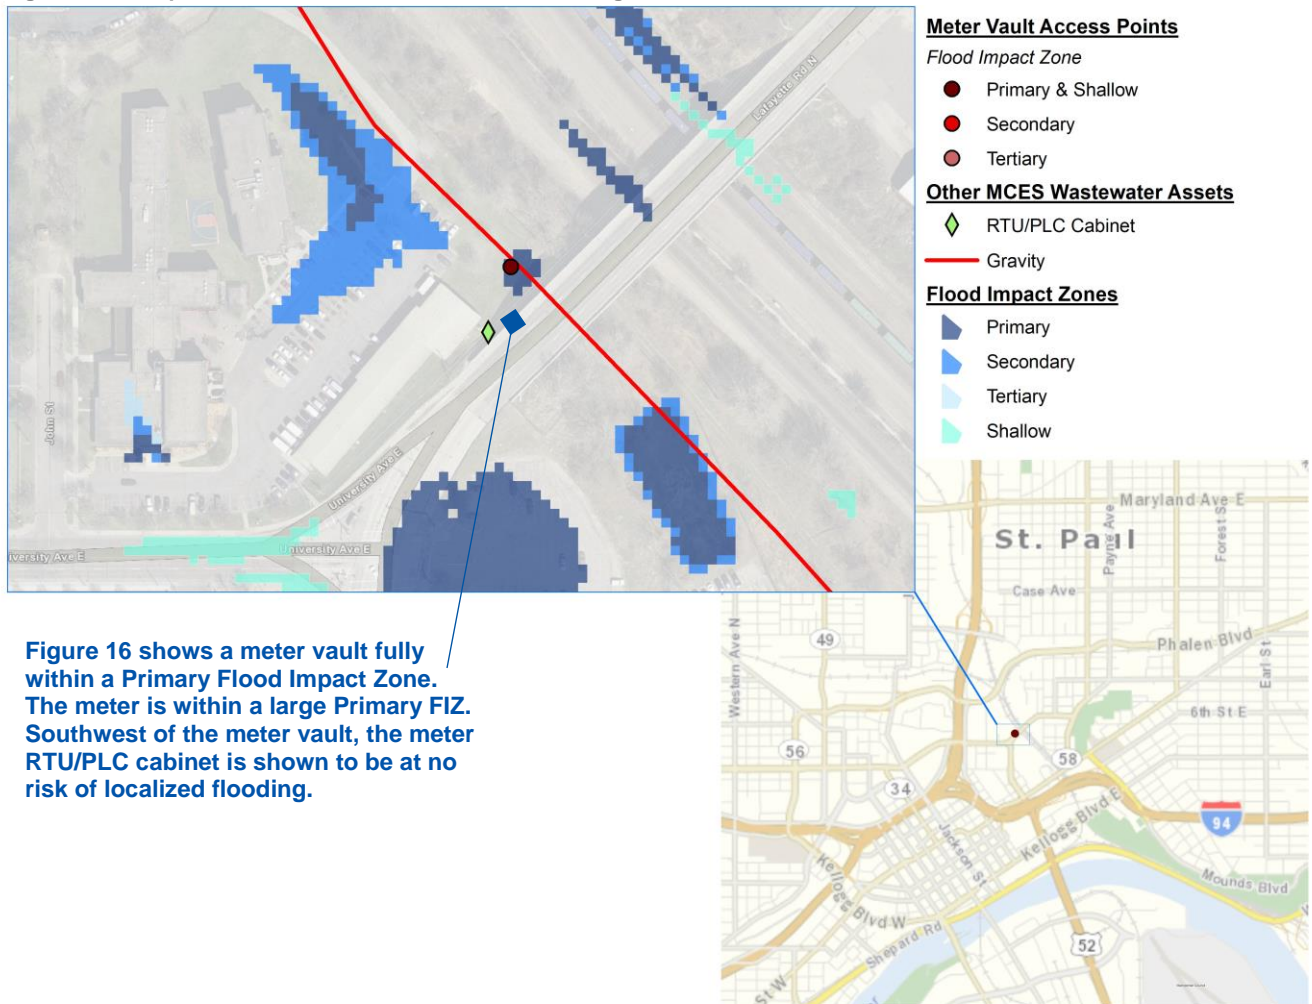 Lafayette Rd N
John St
University Ave E
University Ave E
iversity Ave E
Meter Vault Access Points
Flood Impact Zone
Primary & Shallow
Secondary
Tertiary
Other MCES Wastewater Assets
RTU/PLC Cabinet
Gravity
Flood Impact Zones
Primary
Secondary
Tertiary
Shallow
Figure 16 shows a meter vault fully
within a Primary Flood Impact Zone.
The meter is within a large Primary FIZ.
Southwest of the meter vault, the meter
RTU/PLC cabinet is shown to be at no
risk of localized flooding.
Maryland Ave E
St. Paul
Payne Ave
Forest St
Case Ave
49
Phalen Blvd
Western Ave N
Earl St
6th St E
56
58
34
94
Jackson St
Kellogg Blvd E
Mounds Blvd
Kellogg Blvd W
Shepard Rd
52
St W